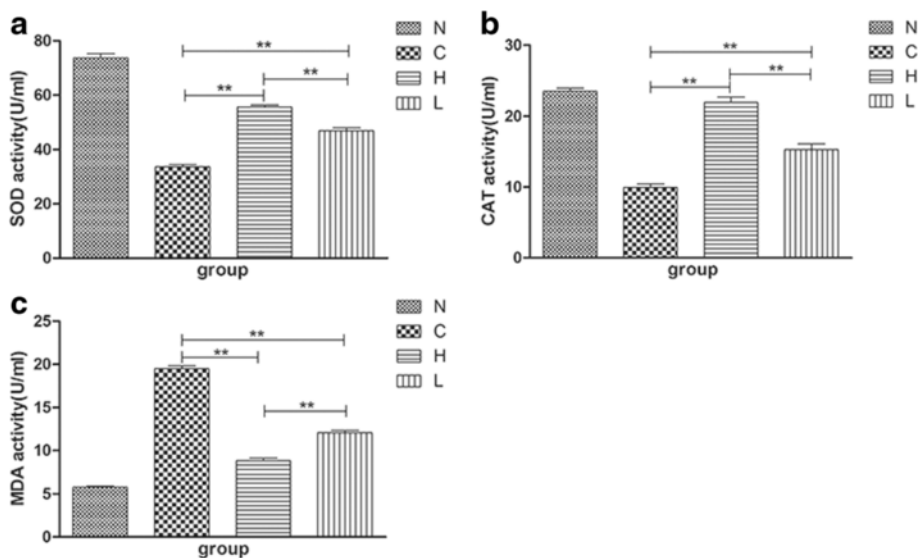 a
80
60
40
20
0
SOD activity(U/ml)
group
**
**
**
N
C
H
L
b
30
20
10
0
CAT activity(U/ml)
group
**
**
**
N
C
H
L
c
25
20
15
10
5
0
MDA activity(U/ml)
group
**
**
**
N
C
H
L